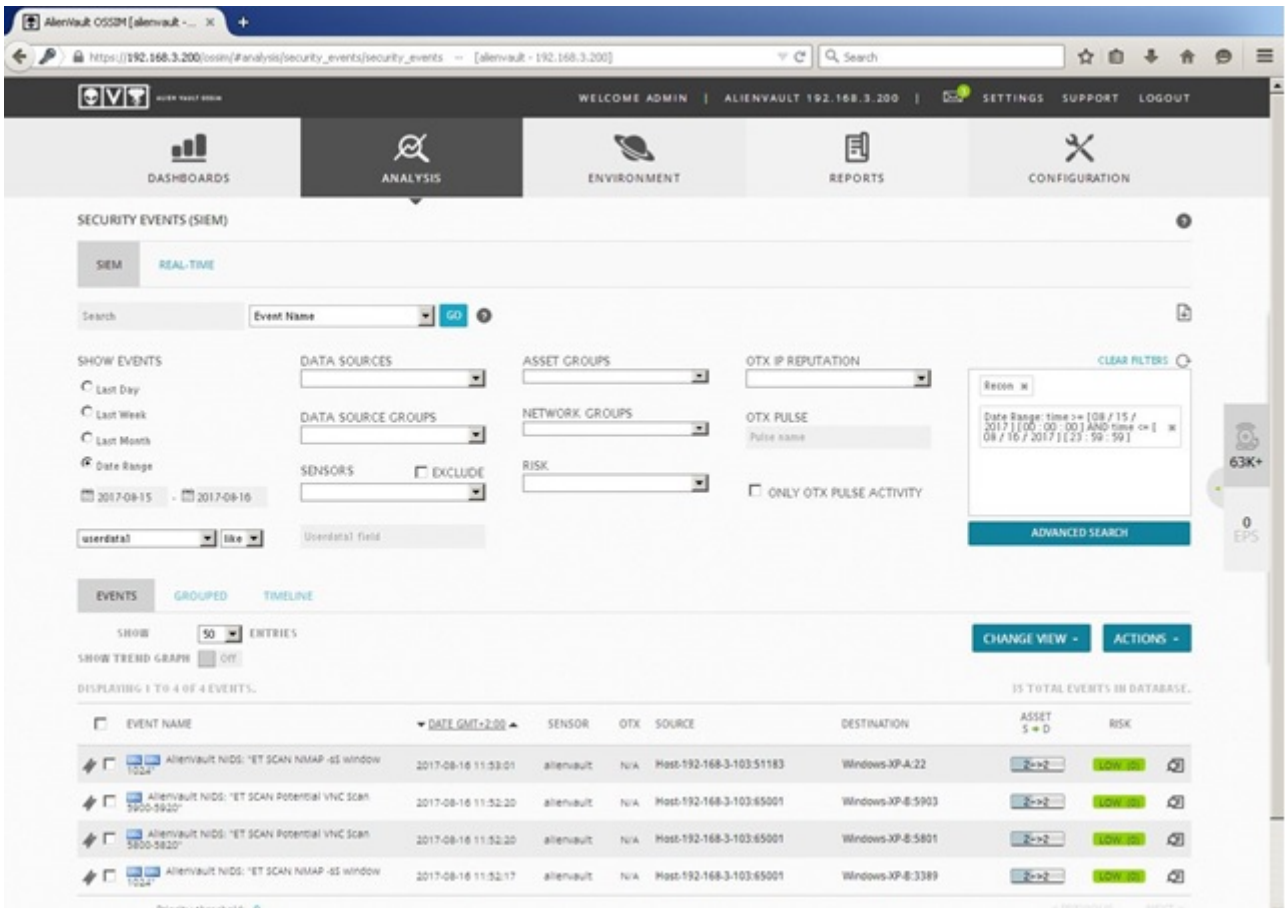 AlienVault OSSIM [alienvault - ...
https://192.168.3.200/ossim/#analysis/security_events/security_events — [alienvault - 192.168.3.200]
Search
ALIEN VAULT OSSIM
WELCOME ADMIN | ALIENVAULT 192.168.3.200 | SETTINGS SUPPORT LOGOUT
DASHBOARDS ANALYSIS ENVIRONMENT REPORTS CONFIGURATION
SECURITY EVENTS (SIEM)
SIEM REAL-TIME
Search Event Name GO
SHOW EVENTS DATA SOURCES ASSET GROUPS OTX IP REPUTATION CLEAR FILTERS
Last Day
Recon
Last Week DATA SOURCE GROUPS NETWORK GROUPS OTX PULSE
Date Range: time >= [08 / 15 /
2017 ] [00 : 00 : 00 ] AND time <= [
08 / 16 / 2017 ] [ 23 : 59 : 59 ]
Last Month Pulse name
Date Range SENSORS EXCLUDE RISK
63K+
2017-08-15 - 2017-08-16 ONLY OTX PULSE ACTIVITY
userdata1 like Userdata1 field ADVANCED SEARCH
0
EPS
EVENTS GROUPED TIMELINE
SHOW 50 ENTRIES CHANGE VIEW ACTIONS
SHOW TREND GRAPH Off
DISPLAYING 1 TO 4 OF 4 EVENTS. 15 TOTAL EVENTS IN DATABASE.
EVENT NAME DATE GMT+2:00 SENSOR OTX SOURCE DESTINATION ASSET S D RISK
AlienVault NIDS: "ET SCAN NMAP -sS window 1024" 2017-08-16 11:53:01 alienvault N/A Host-192-168-3-103:51183 Windows-XP-A:22 2->2 LOW (0)
AlienVault NIDS: "ET SCAN Potential VNC Scan 5900-5920" 2017-08-16 11:52:20 alienvault N/A Host-192-168-3-103:65001 Windows-XP-B:5903 2->2 LOW (0)
AlienVault NIDS: "ET SCAN Potential VNC Scan 5800-5820" 2017-08-16 11:52:20 alienvault N/A Host-192-168-3-103:65001 Windows-XP-B:5801 2->2 LOW (0)
AlienVault NIDS: "ET SCAN NMAP -sS window 1024" 2017-08-16 11:52:17 alienvault N/A Host-192-168-3-103:65001 Windows-XP-B:3389 2->2 LOW (0)